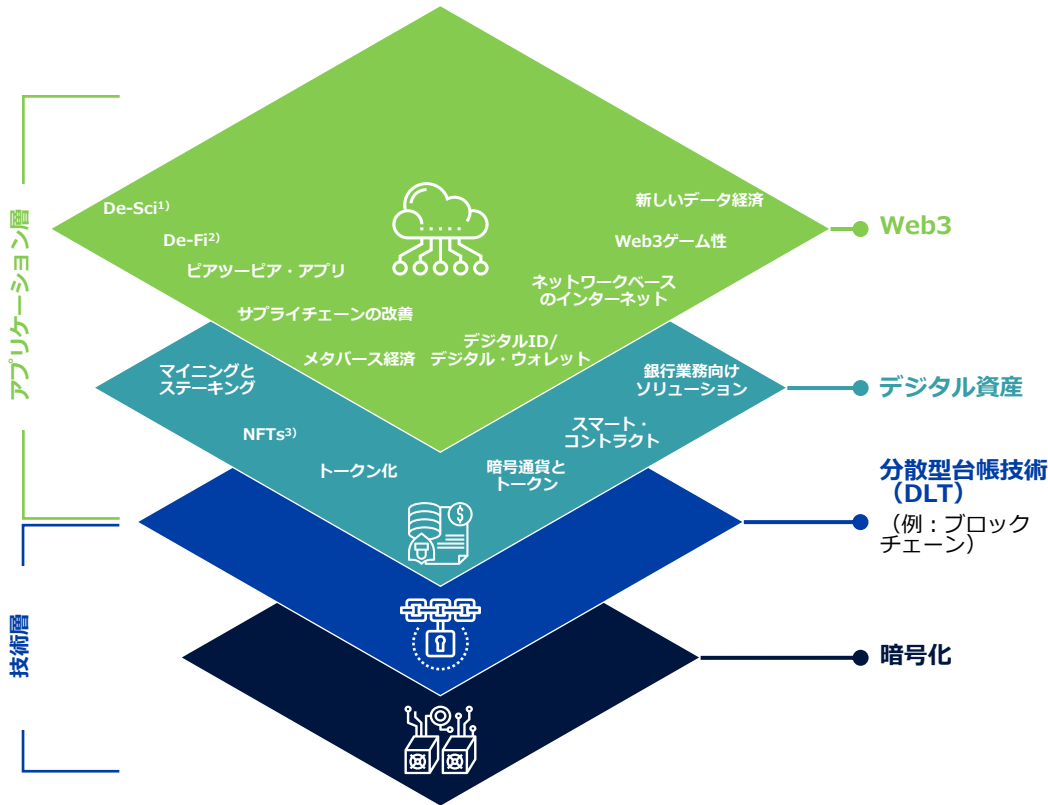 アプリケーション層
De-Sci1)
De-Fi2)
ピアツーピア・アプリ
サプライチェーンの改善
メタバース経済
新しいデータ経済
Web3ゲーム性
ネットワークベース
のインターネット
デジタルID/
デジタル・ウォレット
Web3
マイニングと
ステーキング
NFTs3)
トークン化
暗号通貨と
トークン
スマート・
コントラクト
銀行業務向け
ソリューション
$
デジタル資産
技術層
分散型台帳技術
（DLT）
（例：ブロック
チェーン）
暗号化